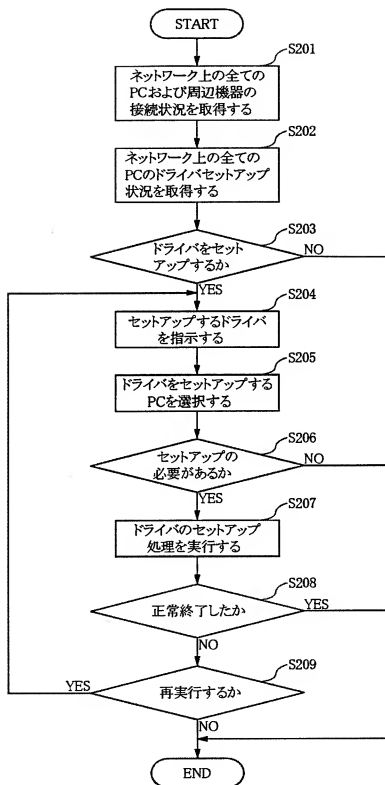 START
S201
ネットワーク上の全ての
PCおよび周辺機器の
接続状況を取得する
S202
ネットワーク上の全ての
PCのドライバセットアップ
状況を取得する
S203
ドライバをセット
アップするか
NO
YES
S204
セットアップするドライバ
を指示する
S205
ドライバをセットアップする
PCを選択する
S206
セットアップの
必要があるか
NO
YES
S207
ドライバのセットアップ
処理を実行する
S208
正常終了したか
YES
NO
S209
再実行するか
YES
NO
END